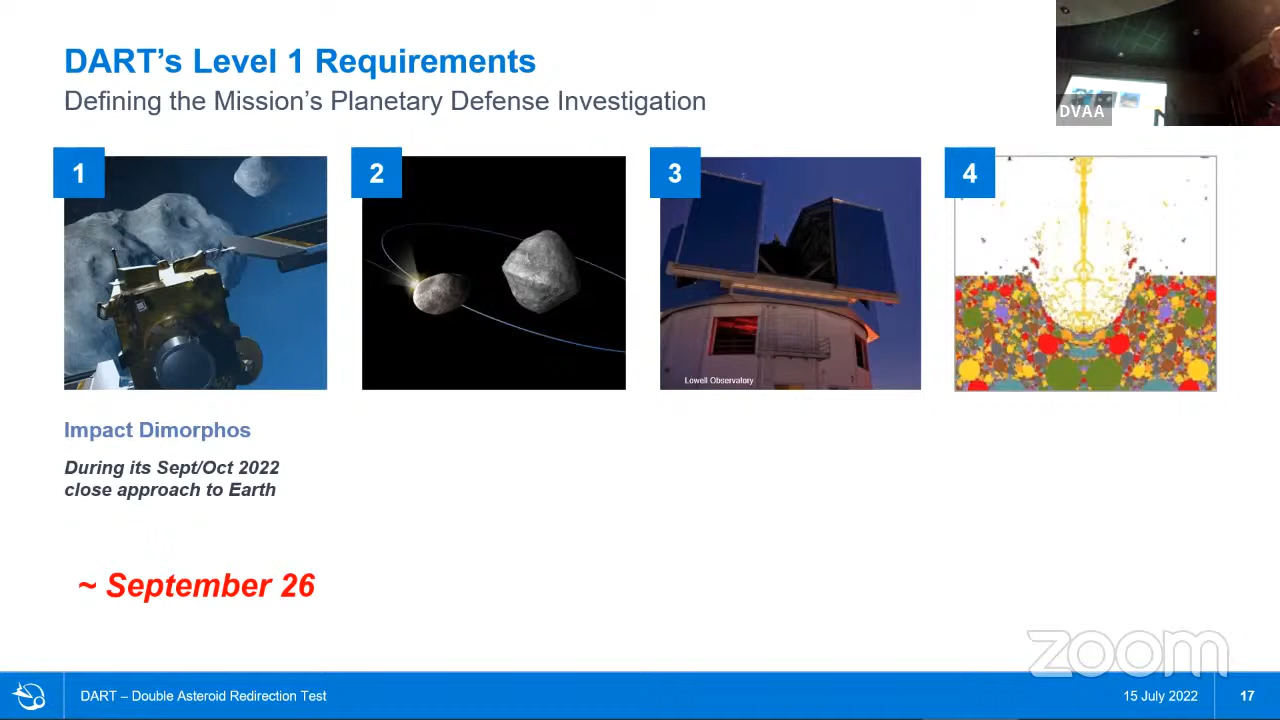 DART's Level 1 Requirements
Defining the Mission's Planetary Defense Investigation
DVAA
1
2
3
4
Lowell Observatory
Impact Dimorphos
During its Sept/Oct 2022
close approach to Earth
~ September 26
zoom
DART – Double Asteroid Redirection Test
15 July 2022
17